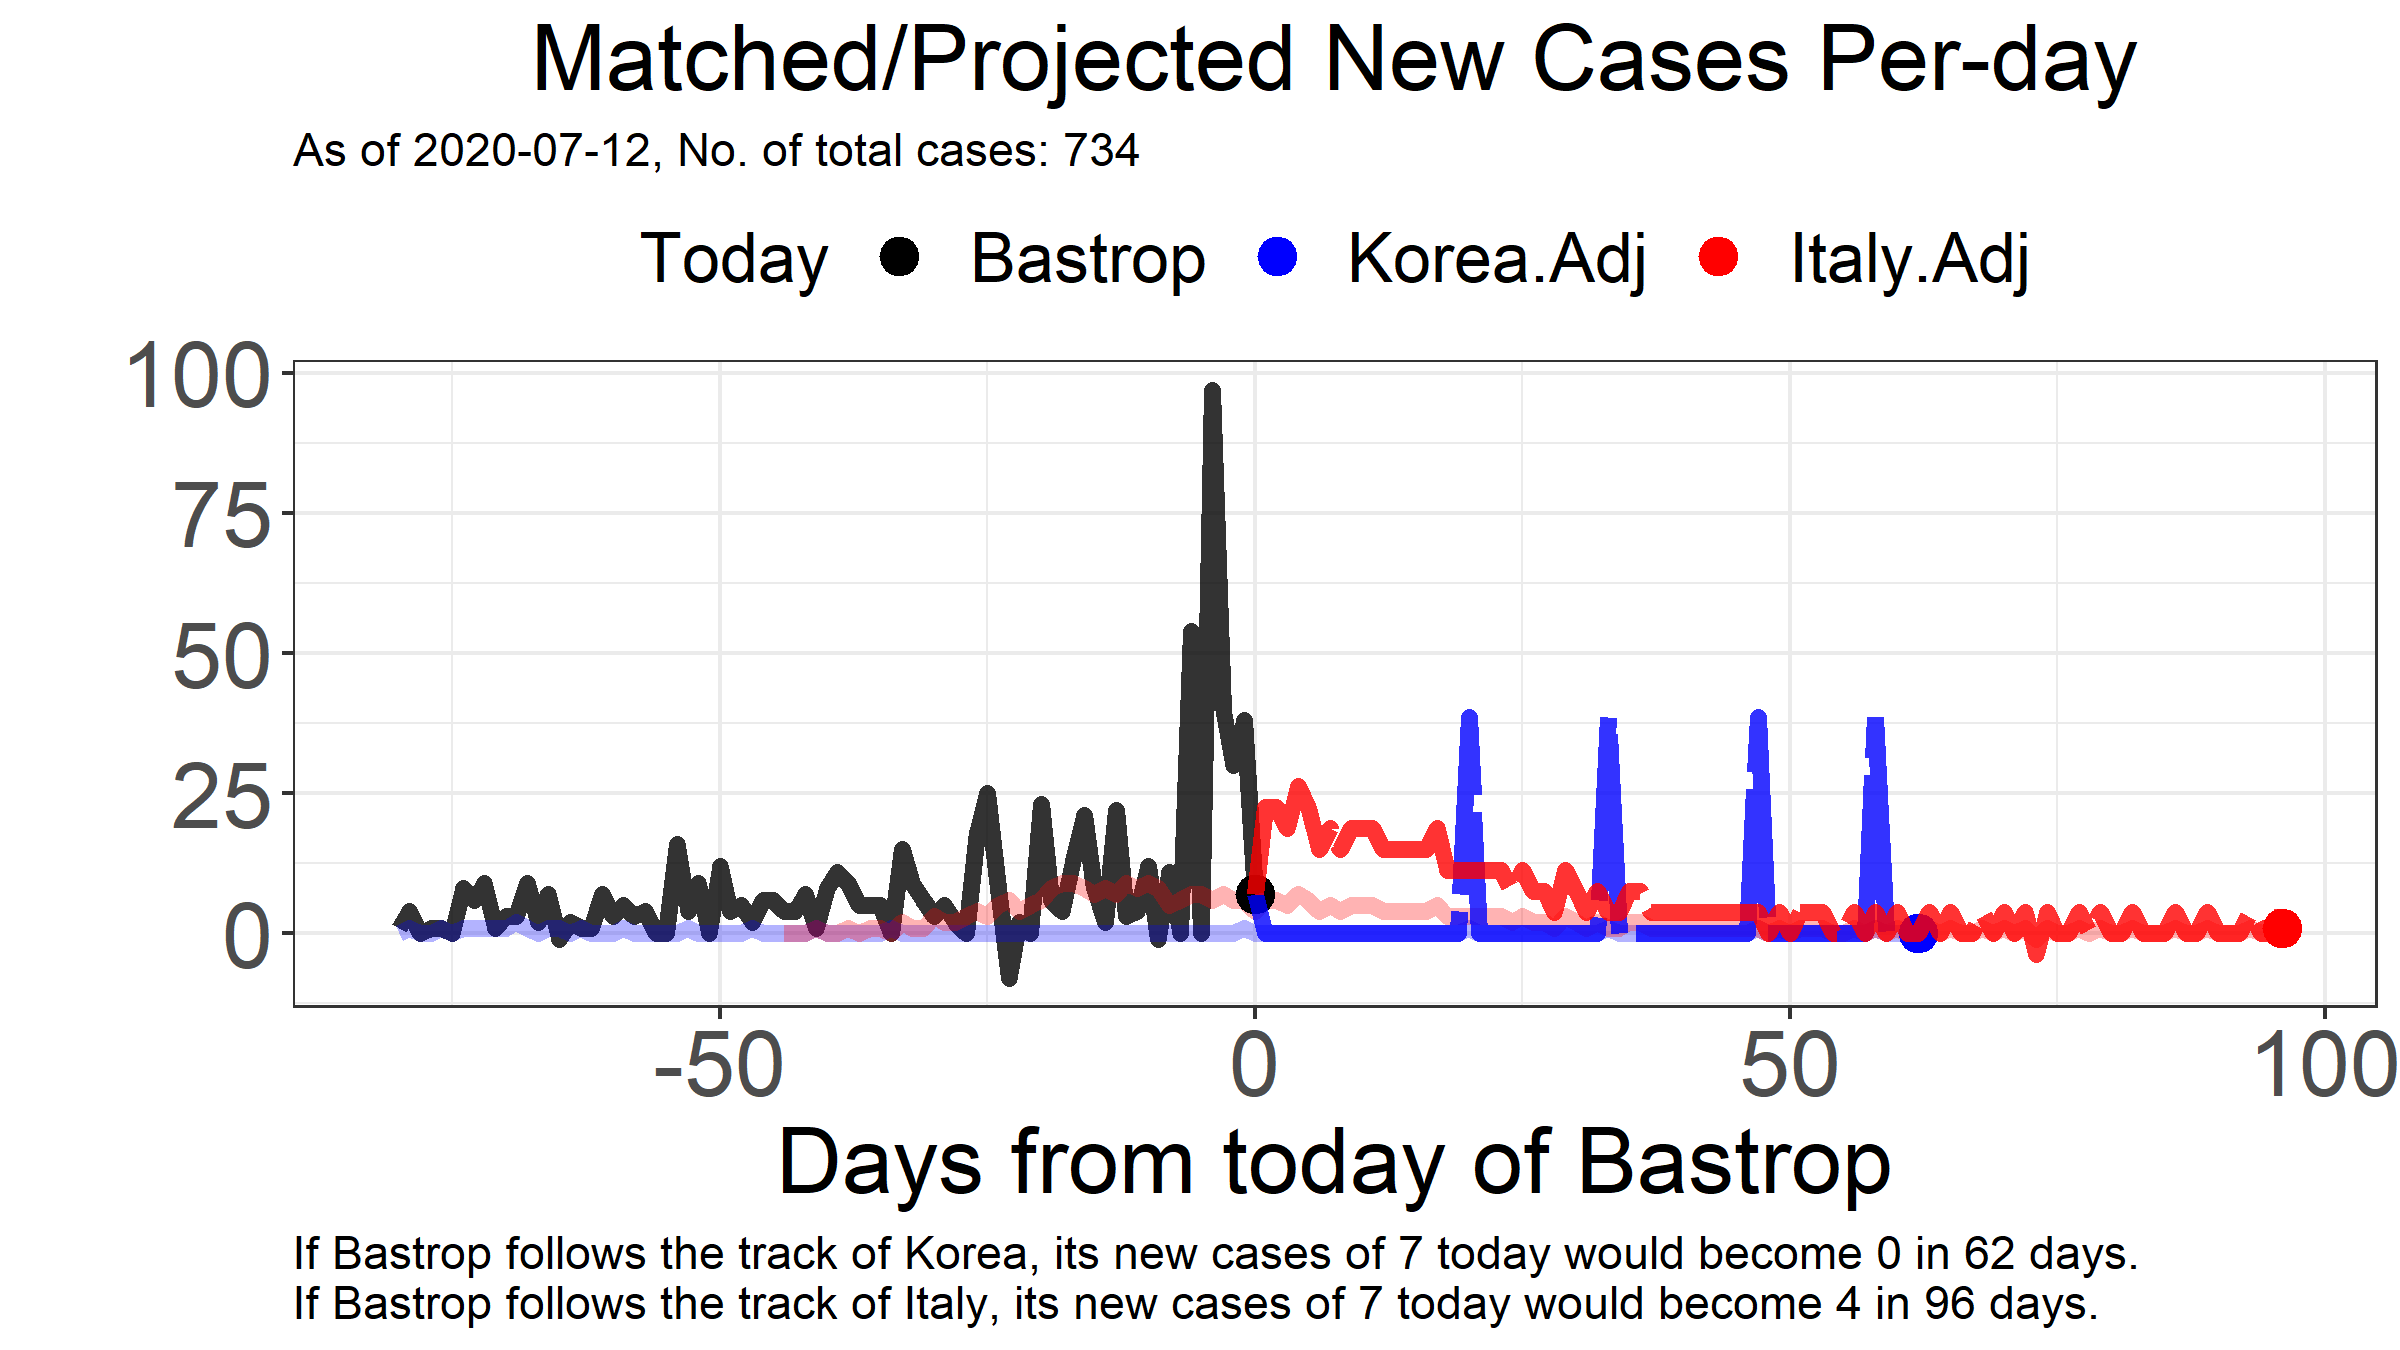 Matched/Projected New Cases Per-day
As of 2020-07-12, No. of total cases: 734
Today Bastrop Korea.Adj Italy.Adj
100
75
50
25
0
-50 0 50 100
Days from today of Bastrop
If Bastrop follows the track of Korea, its new cases of 7 today would become 0 in 62 days.
If Bastrop follows the track of Italy, its new cases of 7 today would become 4 in 96 days.